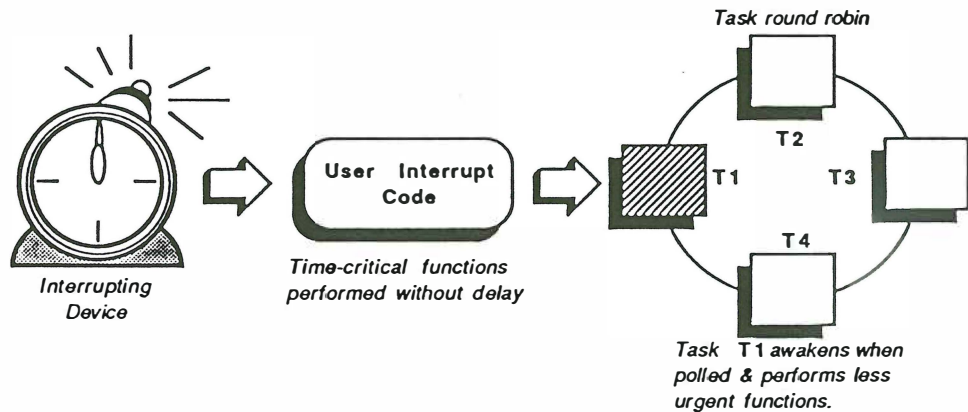 Task round robin
T2
T1
T3
T4
User Interrupt
Code
Time-critical functions
performed without delay
Interrupting
Device
Task T1 awakens when
polled & performs less
urgent functions.